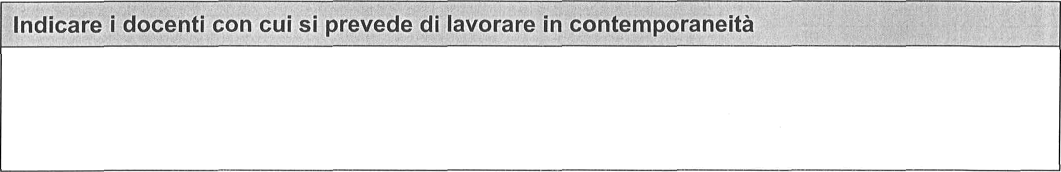 Indicare i docenti con cui si prevede di lavorare in contemporaneità